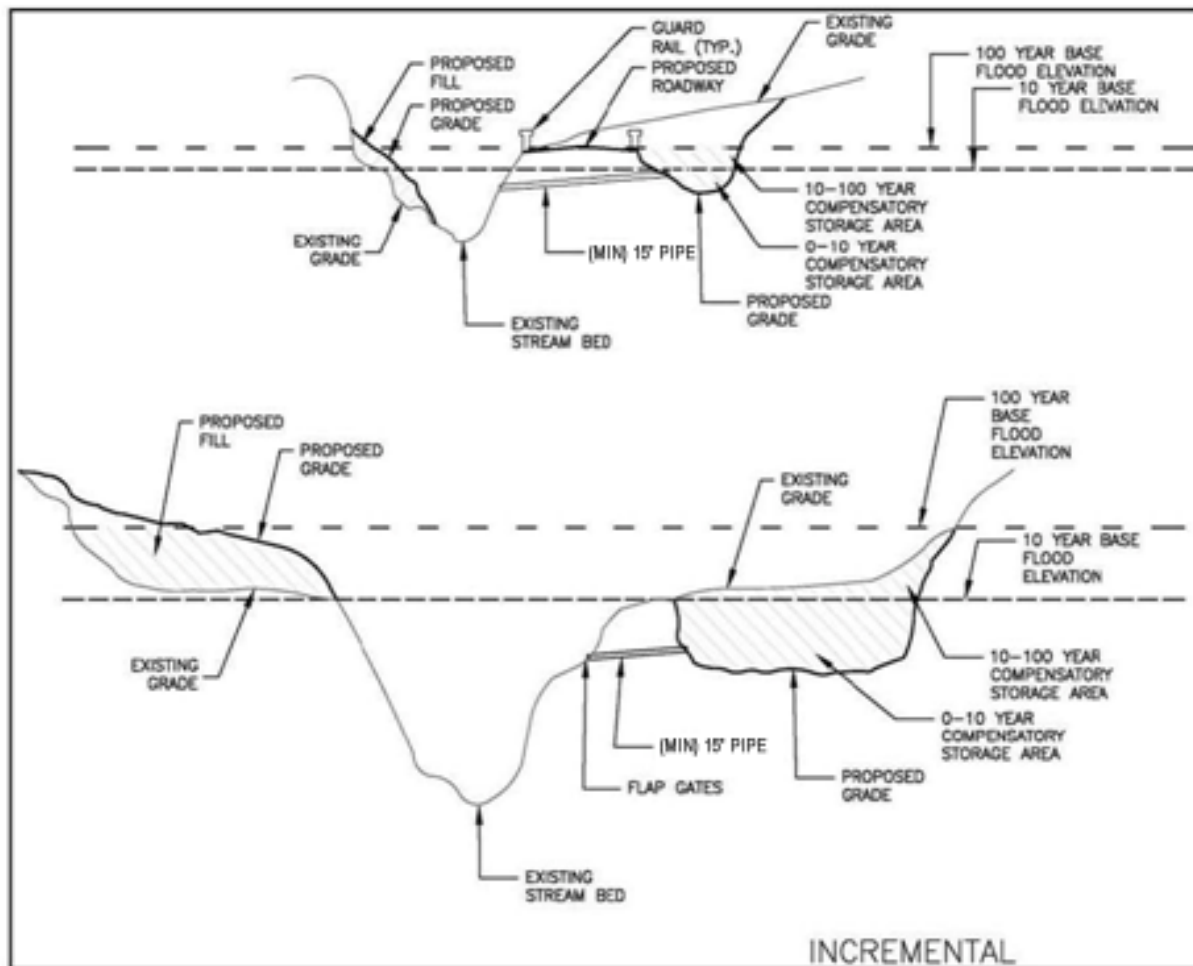 GUARD
RAIL (TYP.)
EXISTING
GRADE
PROPOSED
FILL
PROPOSED
ROADWAY
100 YEAR BASE
FLOOD ELEVATION
10 YEAR BASE
FLOOD ELEVATION
PROPOSED
GRADE
10-100 YEAR
COMPENSATORY
STORAGE AREA
EXISTING
GRADE
(MIN) 15" PIPE
0-10 YEAR
COMPENSATORY
STORAGE AREA
PROPOSED
GRADE
EXISTING
STREAM BED
100 YEAR
BASE
FLOOD
ELEVATION
PROPOSED
FILL
PROPOSED
GRADE
EXISTING
GRADE
10 YEAR BASE
FLOOD
ELEVATION
EXISTING
GRADE
10-100 YEAR
COMPENSATORY
STORAGE AREA
0-10 YEAR
COMPENSATORY
STORAGE AREA
(MIN) 15" PIPE
FLAP GATES
PROPOSED
GRADE
EXISTING
STREAM BED
INCREMENTAL